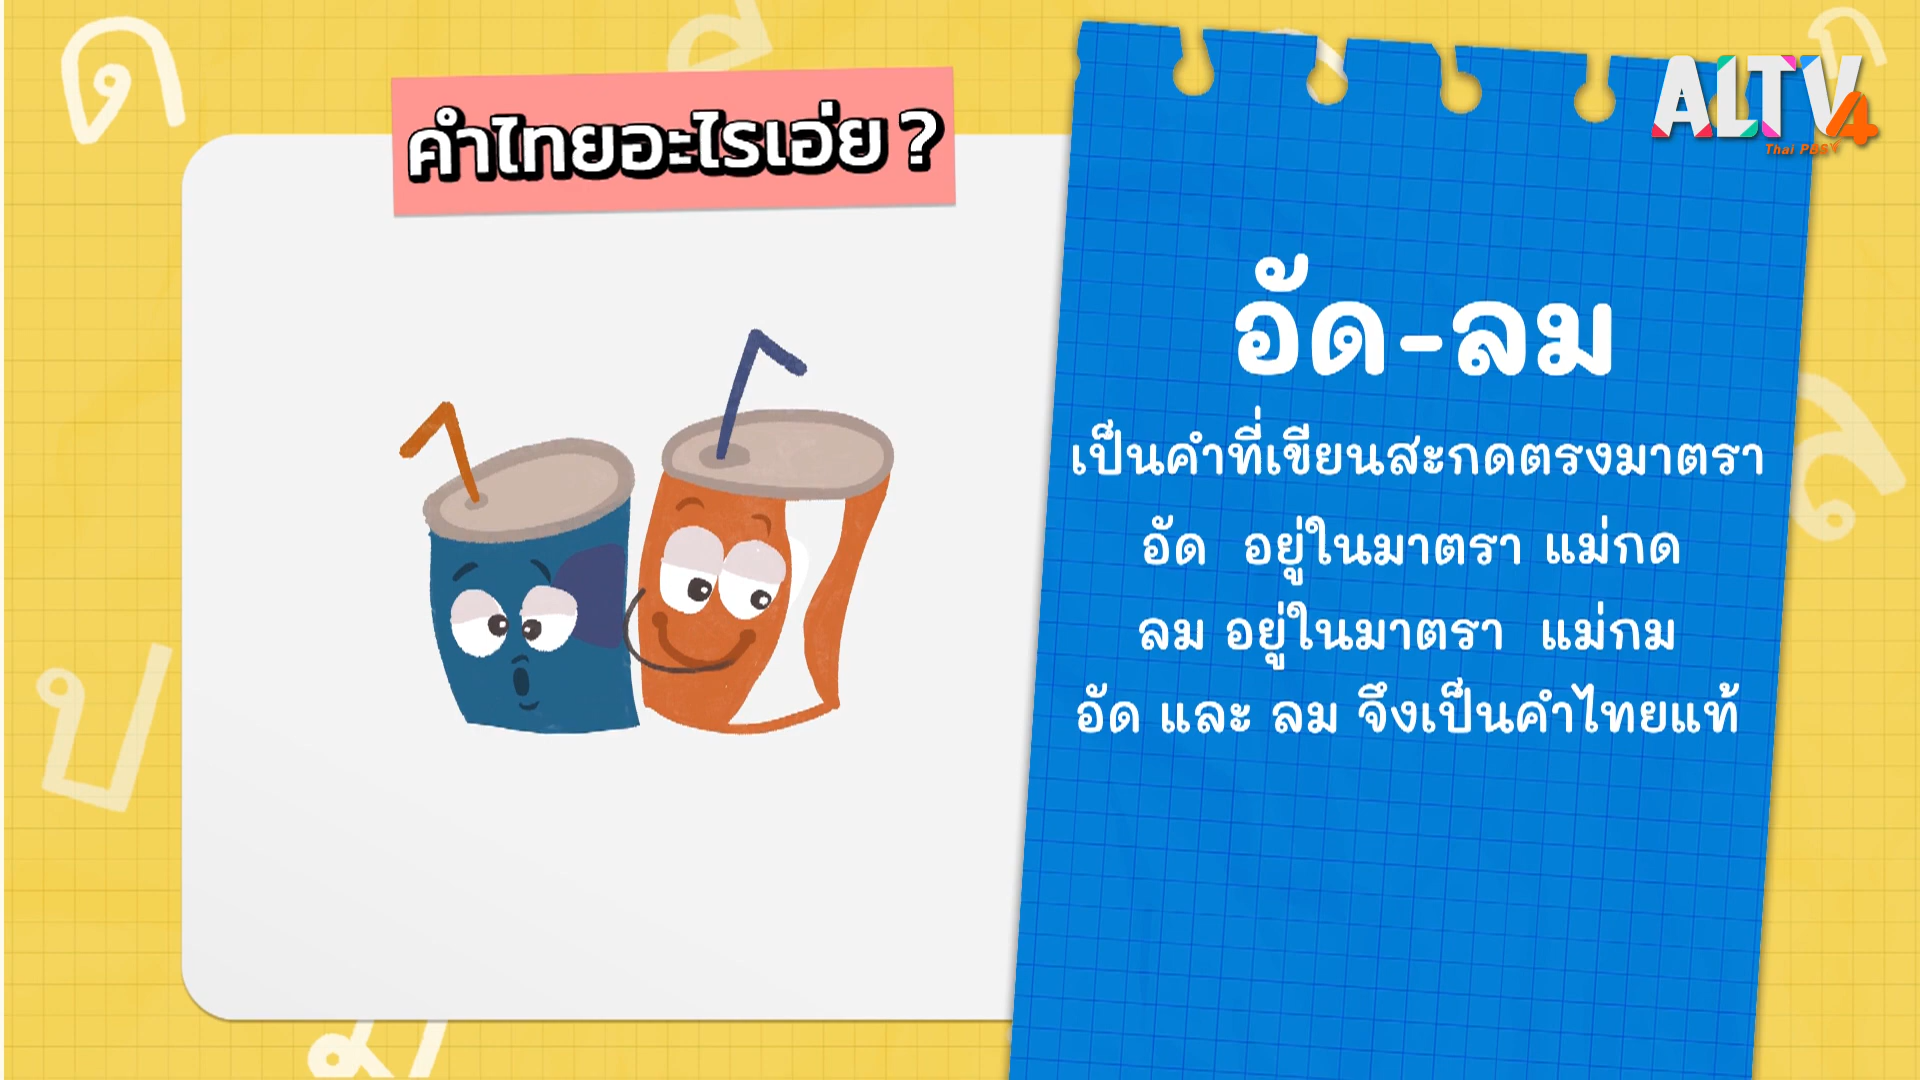 คำไทยอะไรเอ่ย ?
ALTV4
Thai PBS
อัด-ลม
เป็นคำที่เขียนสะกดตรงมาตรา
อัด อยู่ในมาตรา แม่กด
ลม อยู่ในมาตรา แม่กม
อัด และ ลม จึงเป็นคำไทยแท้